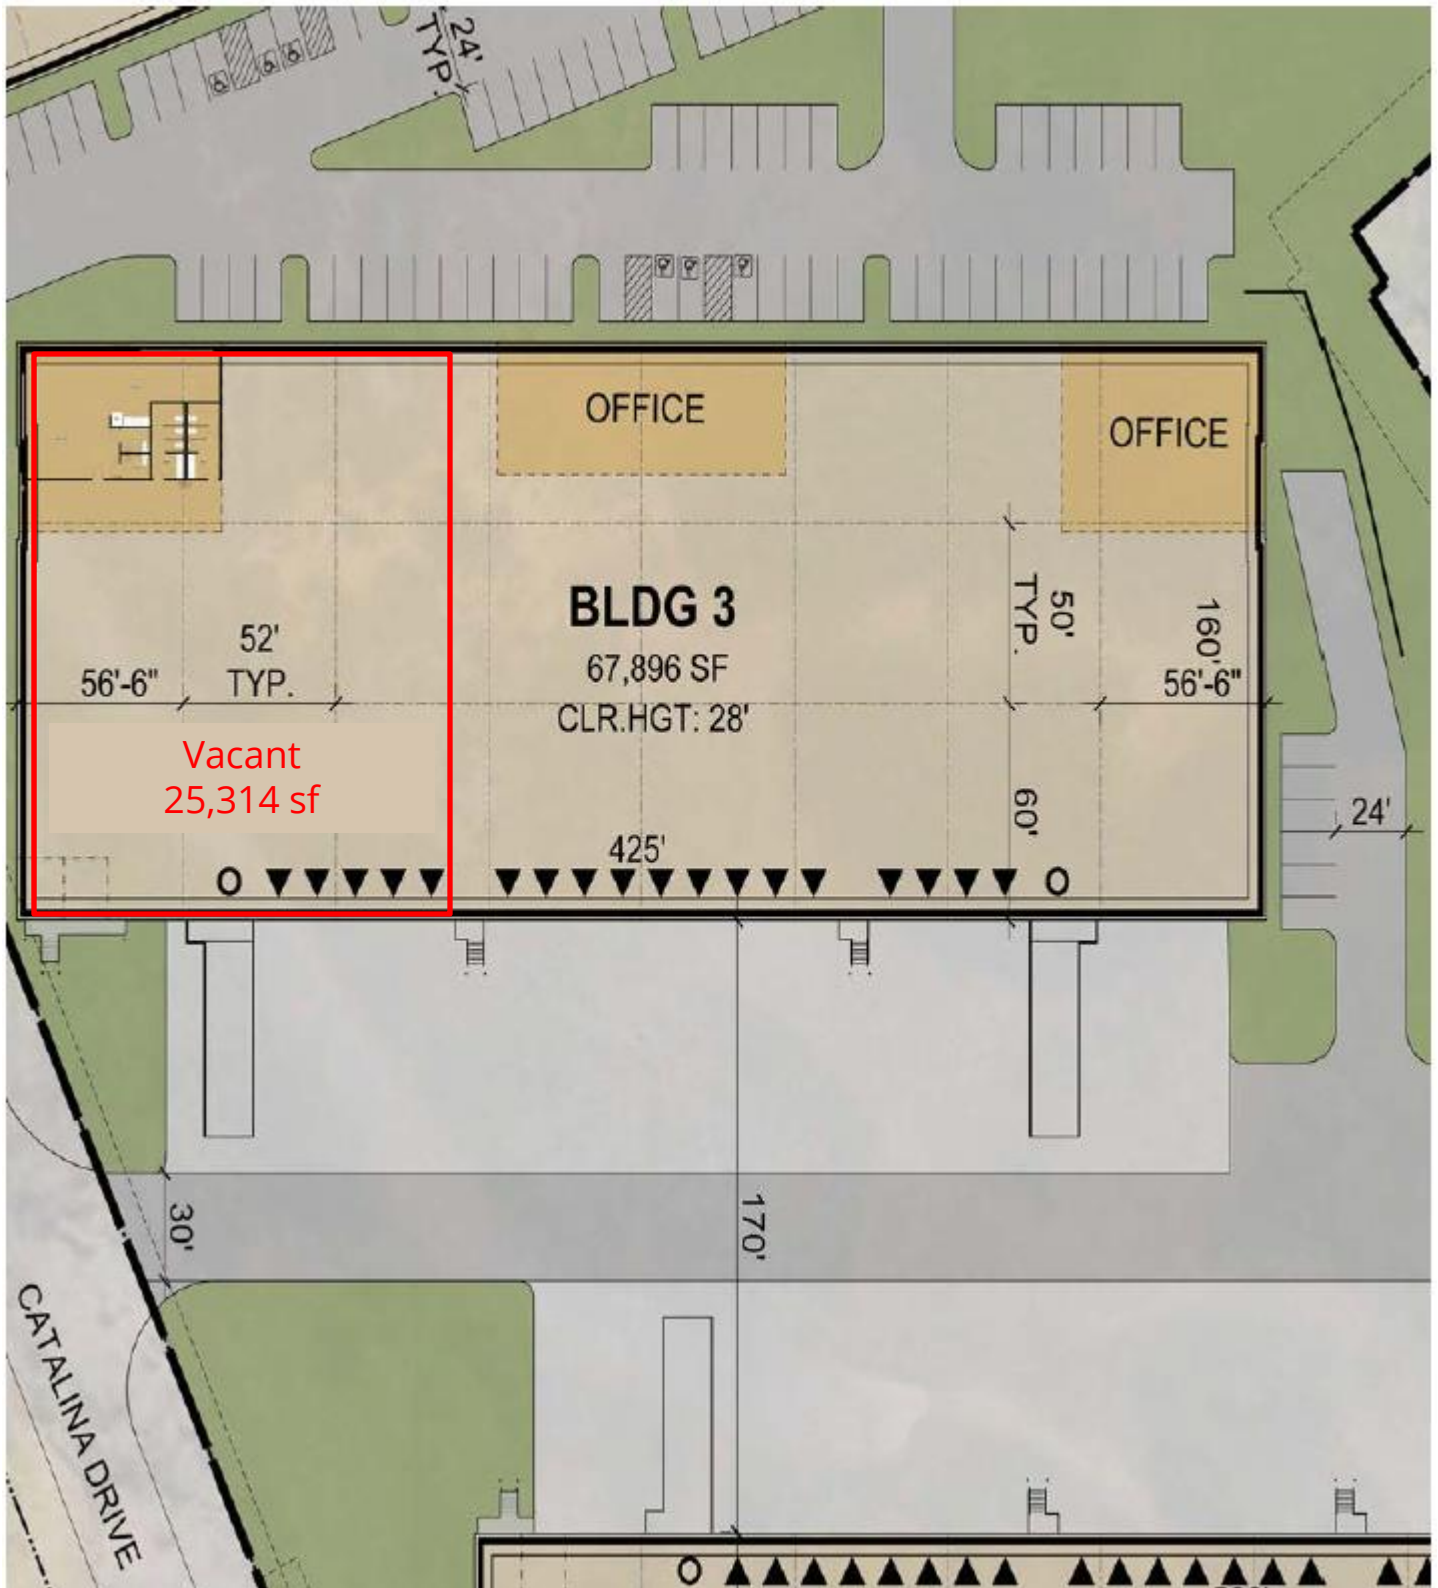 24'
TYP.
OFFICE
OFFICE
BLDG 3
67,896 SF
CLR.HGT: 28'
52'
TYP.
56'-6"
50'
TYP.
160'
56'-6"
Vacant
25,314 sf
60'
425'
24'
O
O
30'
170'
CATALINA DRIVE
O